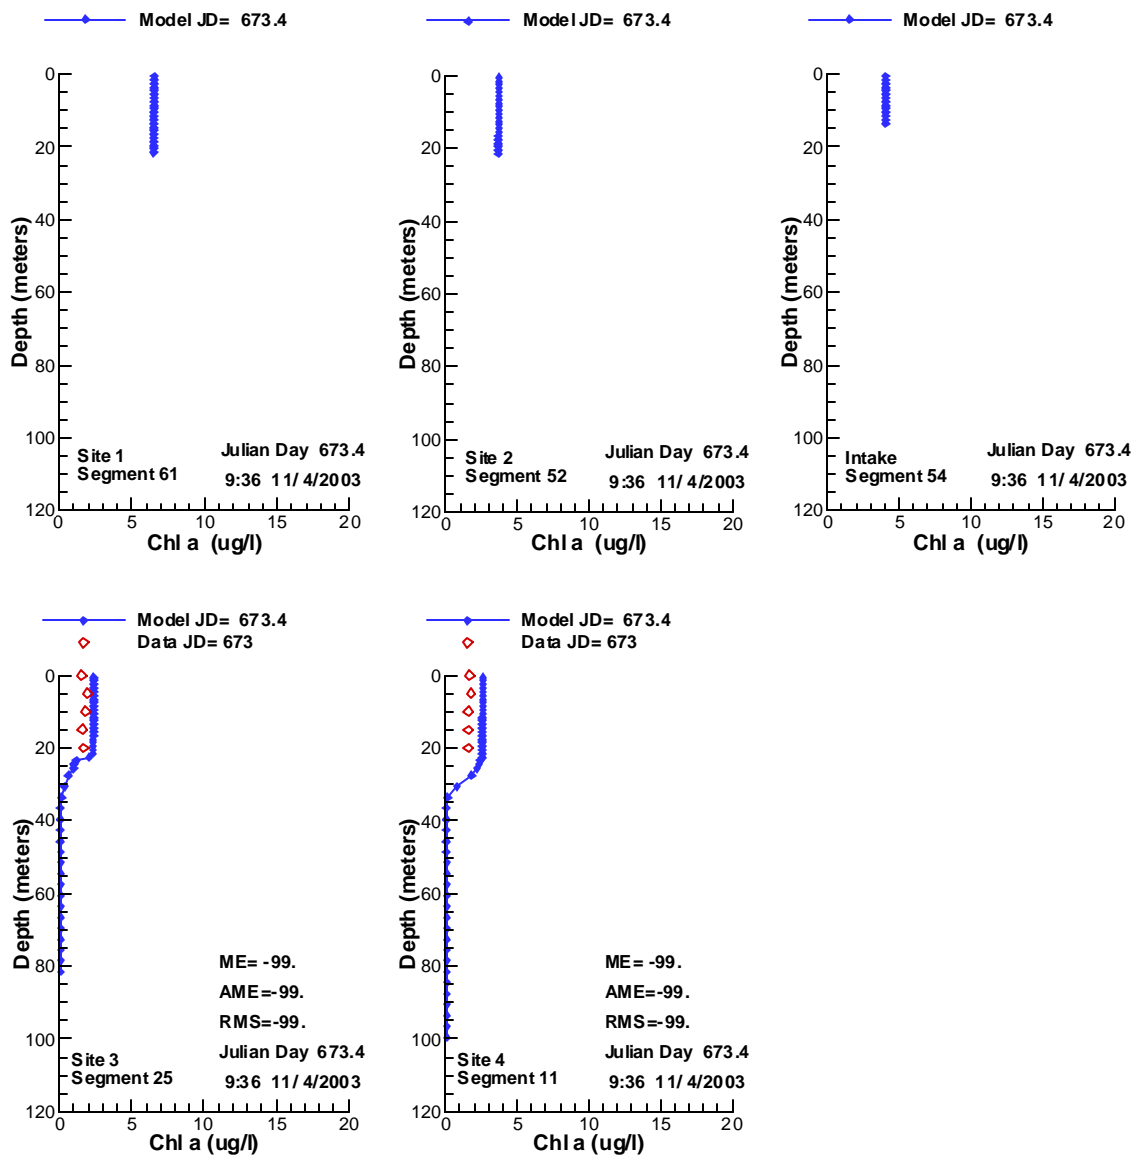 Model JD= 673.4
0
20
40
60
80
100
120
Depth (meters)
Site 1
Segment 61
Julian Day 673.4
9:36 11/4/2003
0 5 10 15 20
Chl a (ug/l)
Model JD= 673.4
0
20
40
60
80
100
120
Depth (meters)
Site 2
Segment 52
Julian Day 673.4
9:36 11/4/2003
0 5 10 15 20
Chl a (ug/l)
Model JD= 673.4
0
20
40
60
80
100
120
Depth (meters)
Intake
Segment 54
Julian Day 673.4
9:36 11/4/2003
0 5 10 15 20
Chl a (ug/l)
Model JD= 673.4
Data JD= 673
0
20
40
60
80
100
120
Depth (meters)
ME= -99.
AME=-99.
RMS=-99.
Site 3
Segment 25
Julian Day 673.4
9:36 11/4/2003
0 5 10 15 20
Chl a (ug/l)
Model JD= 673.4
Data JD= 673
0
20
40
60
80
100
120
Depth (meters)
ME= -99.
AME=-99.
RMS=-99.
Site 4
Segment 11
Julian Day 673.4
9:36 11/4/2003
0 5 10 15 20
Chl a (ug/l)